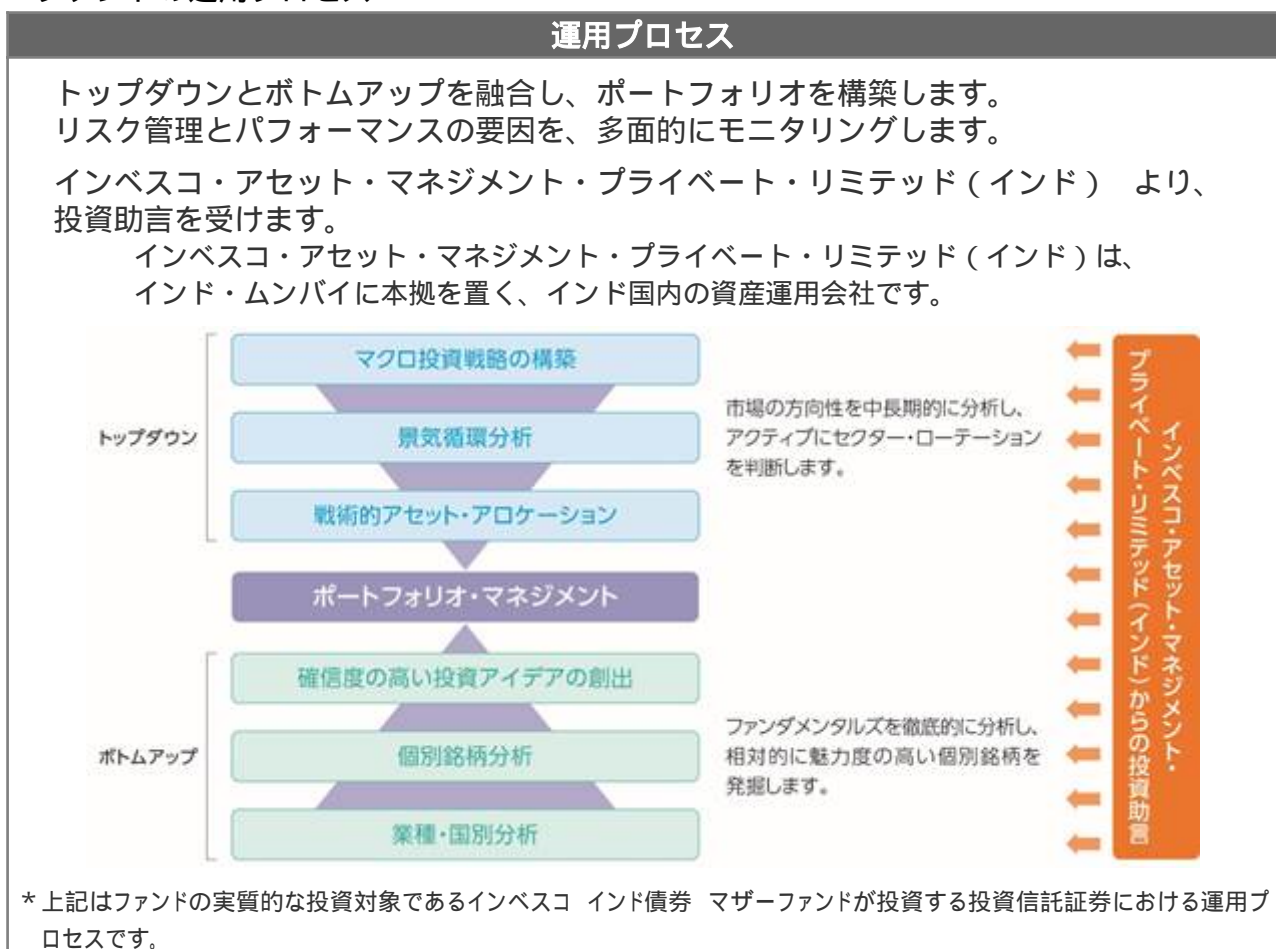 運用プロセス
トップダウンとボトムアップを融合し、ポートフォリオを構築します。
リスク管理とパフォーマンスの要因を、多面的にモニタリングします。
インベスコ・アセット・マネジメント・プライベート・リミテッド(インド) より、
投資助言を受けます。
インベスコ・アセット・マネジメント・プライベート・リミテッド(インド)は、
インド・ムンバイに本拠を置く、インド国内の資産運用会社です。
トップダウン
マクロ投資戦略の構築
景気循環分析
戦術的アセット・アロケーション
市場の方向性を中長期的に分析し、
アクティブにセクター・ローテーション
を判断します。
ポートフォリオ・マネジメント
ボトムアップ
確信度の高い投資アイデアの創出
個別銘柄分析
業種・国別分析
ファンダメンタルズを徹底的に分析し、
相対的に魅力度の高い個別銘柄を
発掘します。
インベスコ・アセット・マネジメント・
プライベート・リミテッド(インド)からの投資助言
*上記はファンドの実質的な投資対象であるインベスコ インド債券 マザーファンドが投資する投資信託証券における運用プ
ロセスです。